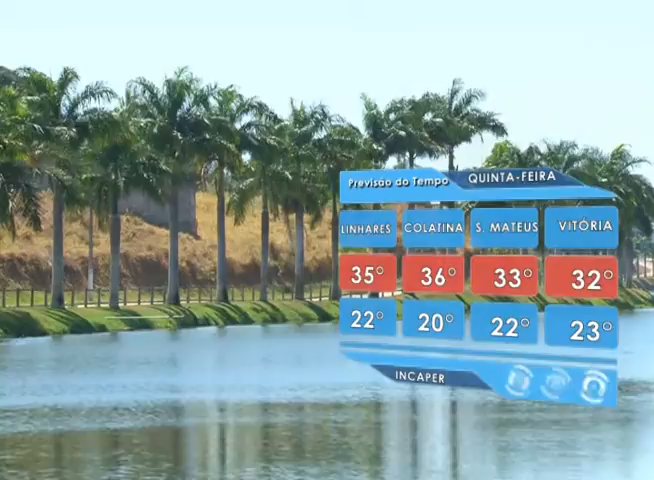 Previsão do Tempo QUINTA-FEIRA
LINHARES COLATINA S. MATEUS VITÓRIA
35° 36° 33° 32°
22° 20° 22° 23°
INCAPER